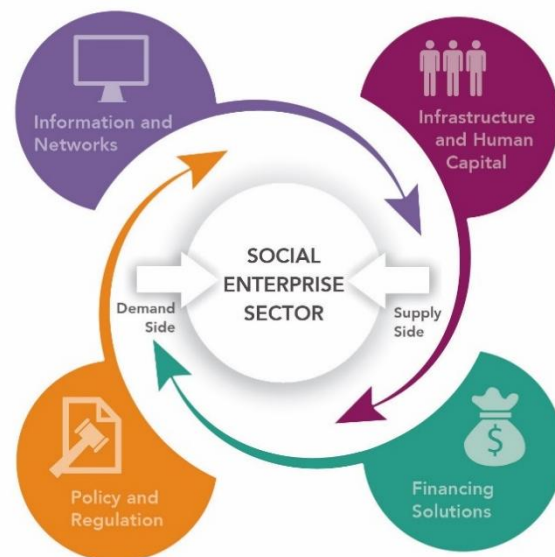 Information and
Networks
Infrastructure
and Human
Capital
SOCIAL
ENTERPRISE
SECTOR
Demand
Side
Supply
Side
Policy and
Regulation
$
Financing
Solutions